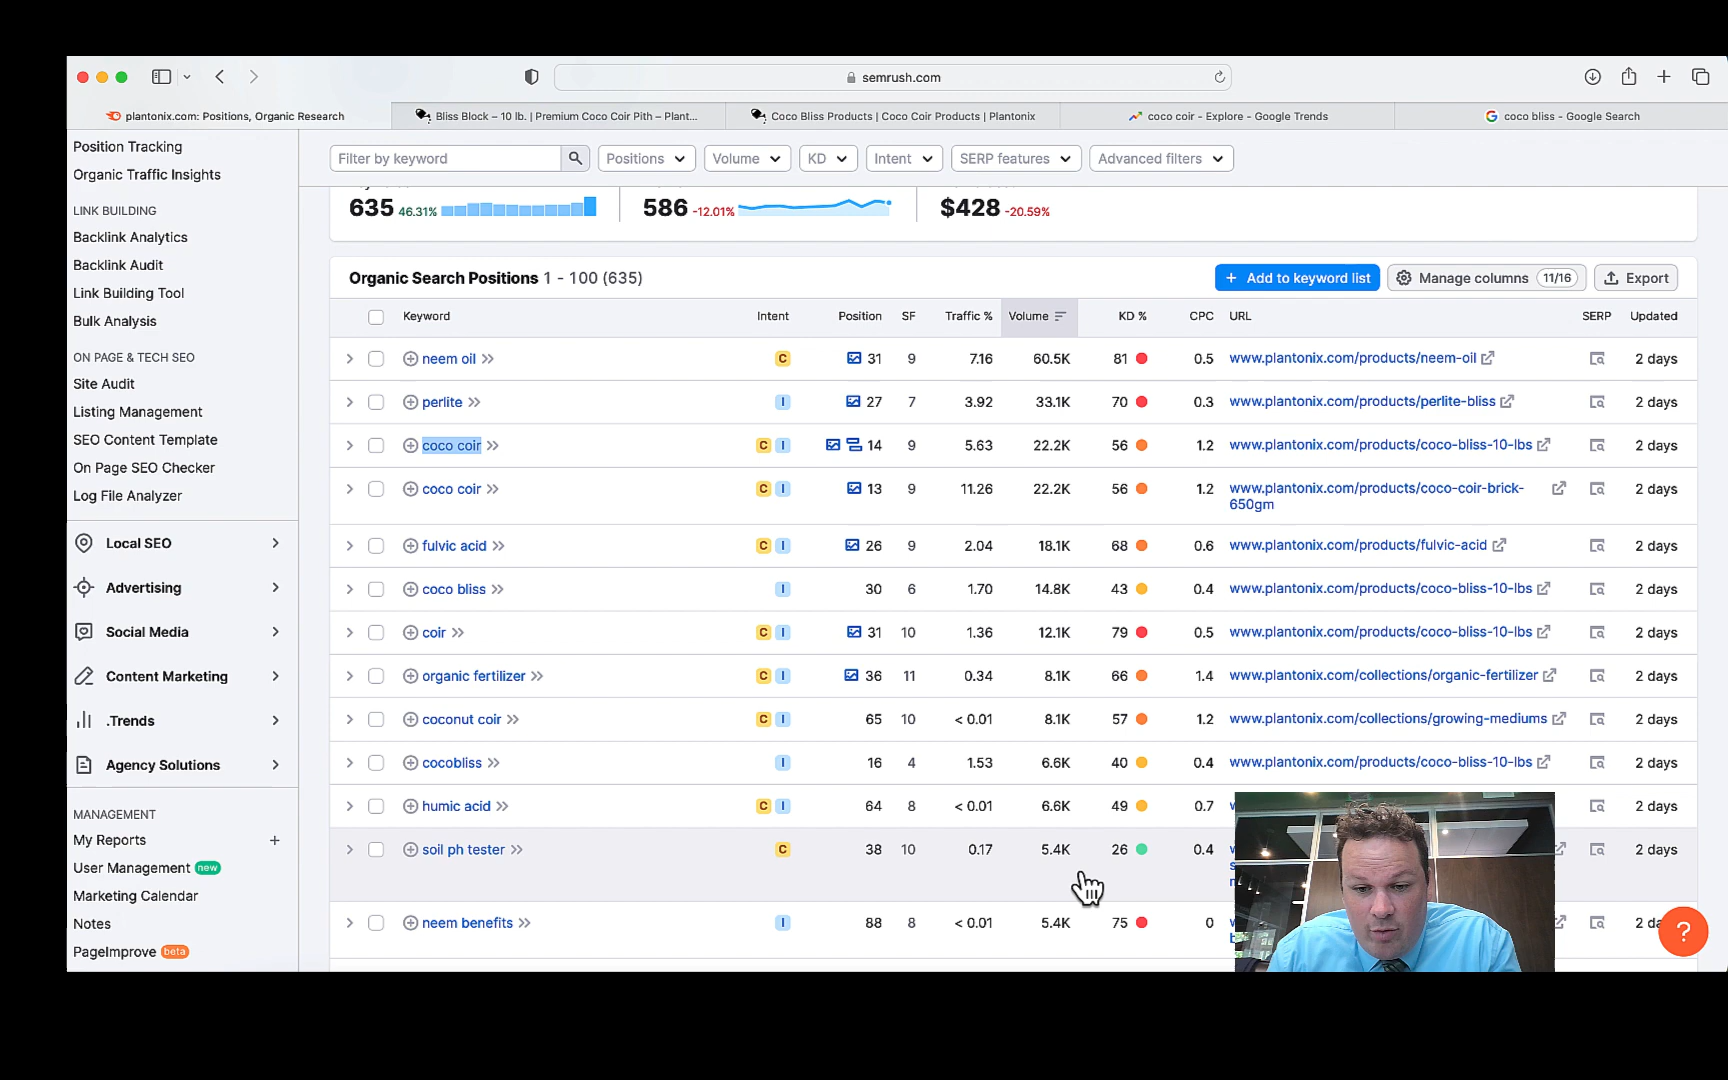 semrush.com
plantonix.com: Positions, Organic Research
Bliss Block – 10 lb. | Premium Coco Coir Pith – Plant...
Coco Bliss Products | Coco Coir Products | Plantonix
coco coir - Explore - Google Trends
coco bliss - Google Search
Position Tracking
Organic Traffic Insights
LINK BUILDING
Backlink Analytics
Backlink Audit
Link Building Tool
Bulk Analysis
ON PAGE & TECH SEO
Site Audit
Listing Management
SEO Content Template
On Page SEO Checker
Log File Analyzer
Local SEO
Advertising
Social Media
Content Marketing
.Trends
Agency Solutions
MANAGEMENT
My Reports +
User Management new
Marketing Calendar
Notes
PageImprove beta
Filter by keyword Positions Volume KD Intent SERP features Advanced filters
635 46.31% 586 -12.01% $428 -20.59%
Organic Search Positions 1 - 100 (635) + Add to keyword list Manage columns 11/16 Export
Keyword Intent Position SF Traffic % Volume KD % CPC URL SERP Updated
neem oil C 31 9 7.16 60.5K 81 0.5 www.plantonix.com/products/neem-oil 2 days
perlite I 27 7 3.92 33.1K 70 0.3 www.plantonix.com/products/perlite-bliss 2 days
coco coir C I 14 9 5.63 22.2K 56 1.2 www.plantonix.com/products/coco-bliss-10-lbs 2 days
coco coir C I 13 9 11.26 22.2K 56 1.2 www.plantonix.com/products/coco-coir-brick- 2 days
650gm
fulvic acid C I 26 9 2.04 18.1K 68 0.6 www.plantonix.com/products/fulvic-acid 2 days
coco bliss I 30 6 1.70 14.8K 43 0.4 www.plantonix.com/products/coco-bliss-10-lbs 2 days
coir C I 31 10 1.36 12.1K 79 0.5 www.plantonix.com/products/coco-bliss-10-lbs 2 days
organic fertilizer C I 36 11 0.34 8.1K 66 1.4 www.plantonix.com/collections/organic-fertilizer 2 days
coconut coir C I 65 10 < 0.01 8.1K 57 1.2 www.plantonix.com/collections/growing-mediums 2 days
cocobliss I 16 4 1.53 6.6K 40 0.4 www.plantonix.com/products/coco-bliss-10-lbs 2 days
humic acid C I 64 8 < 0.01 6.6K 49 0.7 2 days
soil ph tester C 38 10 0.17 5.4K 26 0.4 2 days
neem benefits I 88 8 < 0.01 5.4K 75 0 2 da
?